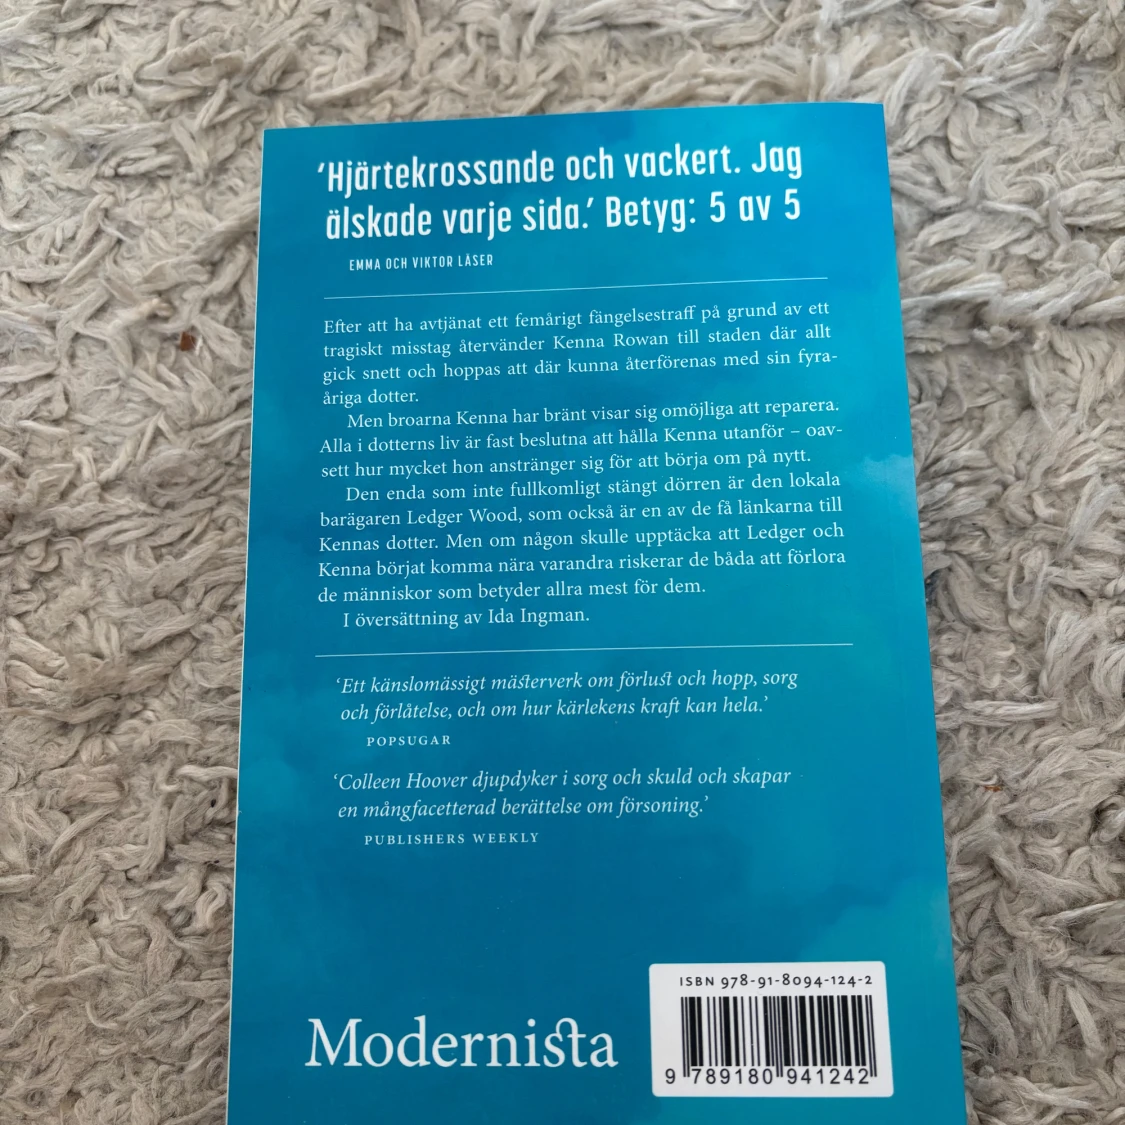 ‘Hjärtekrossande och vackert. Jag
älskade varje sida.’ Betyg: 5 av 5
EMMA OCH VIKTOR LÄSER
Efter att ha avtjänat ett femårigt fängelsestraff på grund av ett
tragiskt misstag återvänder Kenna Rowan till staden där allt
gick snett och hoppas att där kunna återförenas med sin fyra-
åriga dotter.
Men broarna Kenna har bränt visar sig omöjliga att reparera.
Alla i dotterns liv är fast beslutna att hålla Kenna utanför – oav-
sett hur mycket hon anstränger sig för att börja om på nytt.
Den enda som inte fullkomligt stängt dörren är den lokala
barägaren Ledger Wood, som också är en av de få länkarna till
Kennas dotter. Men om någon skulle upptäcka att Ledger och
Kenna börjat komma nära varandra riskerar de båda att förlora
de människor som betyder allra mest för dem.
I översättning av Ida Ingman.
‘Ett känslomässigt mästerverk om förlust och hopp, sorg
och förlåtelse, och om hur kärlekens kraft kan hela.’
POPSUGAR
‘Colleen Hoover djupdyker i sorg och skuld och skapar
en mångfacetterad berättelse om försoning.’
PUBLISHERS WEEKLY
ISBN 978-91-8094-124-2
Modernista
9 789180 941242